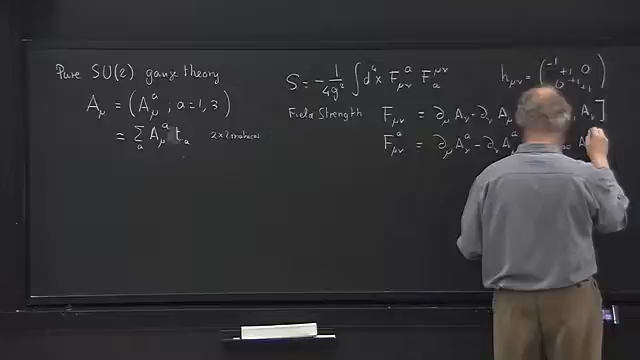 Pure SU(2) gauge theory
A_μ = (A_μ^a , a=1, 3)
= Σ_a A_μ^a t_a 2x2 matrices
S = -1/4g² ∫d⁴x F_μν^a F_a^μν
h_μν = ( -1 +1 0 0 +1 +1 )
Field Strength F_μν = ∂_μ A_ν - ∂_ν A_μ , A_ν ]
F_μν^a = ∂_μ A_ν^a - ∂_ν A_μ^a A